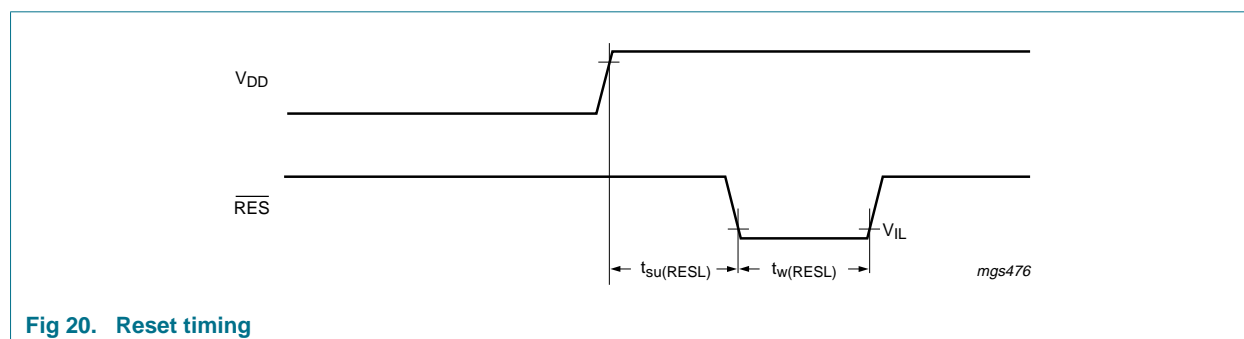 VDD
RES
VIL
tsu(RESL) tw(RESL)
mgs476
Fig 20. Reset timing